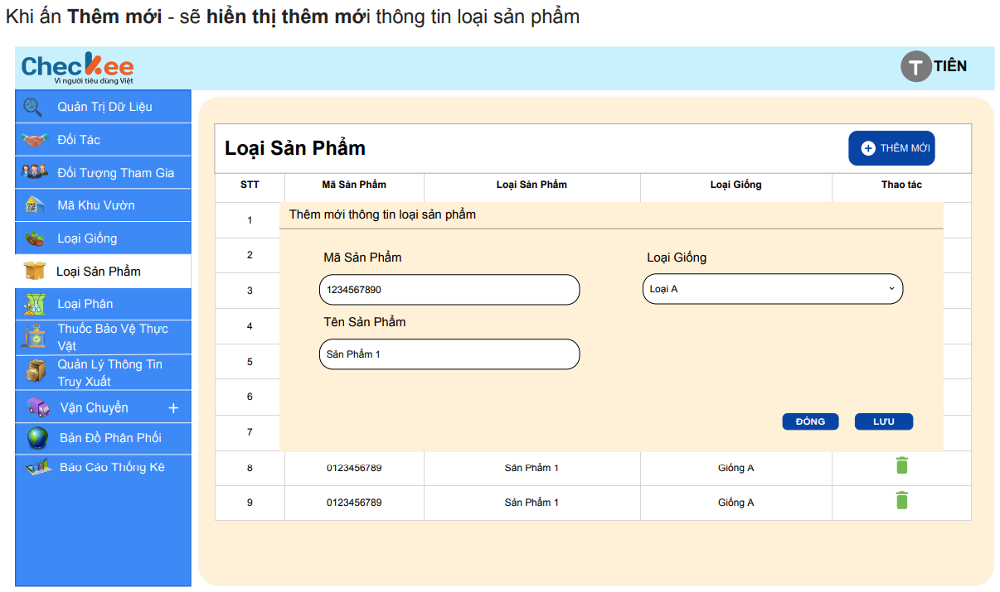 Khi ấn Thêm mới - sẽ hiển thị thêm mới thông tin loại sản phẩm
Checkee
Vì người tiêu dùng Việt
T TIÊN
Quản Trị Dữ Liệu
Đối Tác
Đối Tượng Tham Gia
Mã Khu Vườn
Loại Giống
Loại Sản Phẩm
Loại Phân
Thuốc Bảo Vệ Thực
Vật
Quản Lý Thông Tin
Truy Xuất
Vận Chuyển +
Bản Đồ Phân Phối
Báo Cáo Thống Kê
Loại Sản Phẩm
THÊM MỚI
STT Mã Sản Phẩm Loại Sản Phẩm Loại Giống Thao tác
1
2
3
4
5
6
7
Thêm mới thông tin loại sản phẩm
Mã Sản Phẩm Loại Giống
1234567890 Loại A
Tên Sản Phẩm
Sản Phẩm 1
ĐÓNG LƯU
8 0123456789 Sản Phẩm 1 Giống A
9 0123456789 Sản Phẩm 1 Giống A